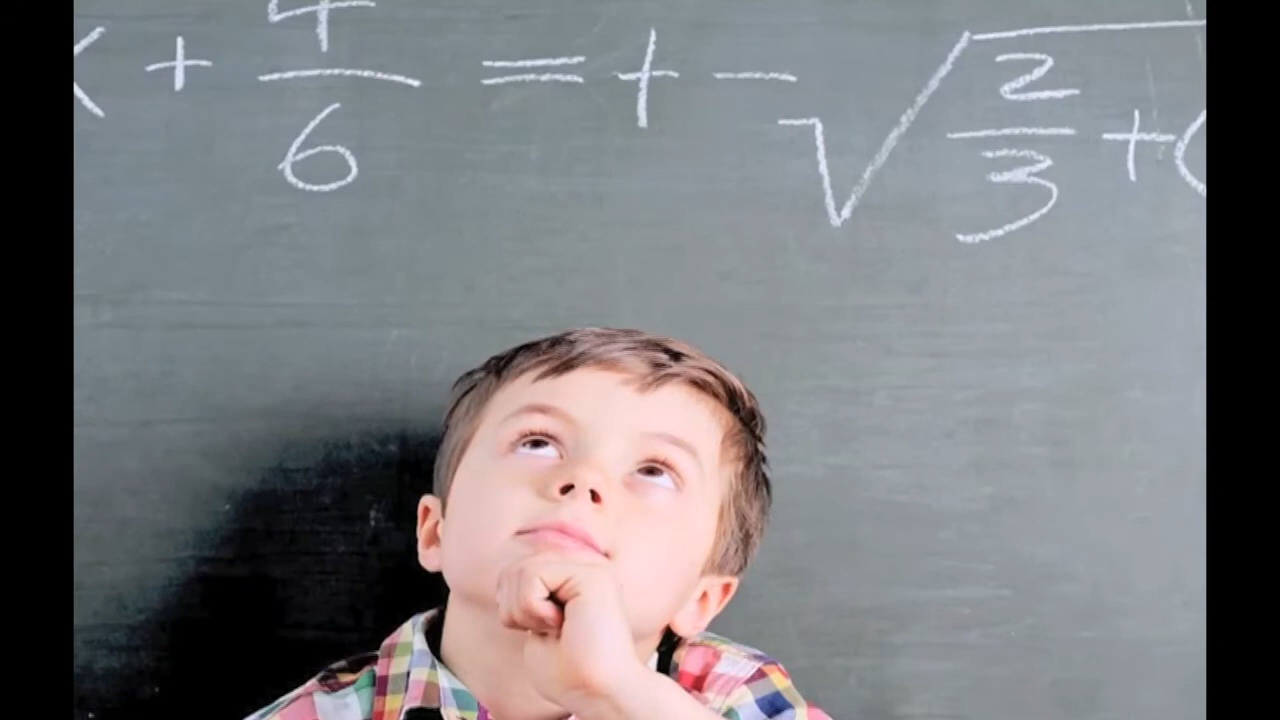 x + 4/6 = + - √ 2/3 + (